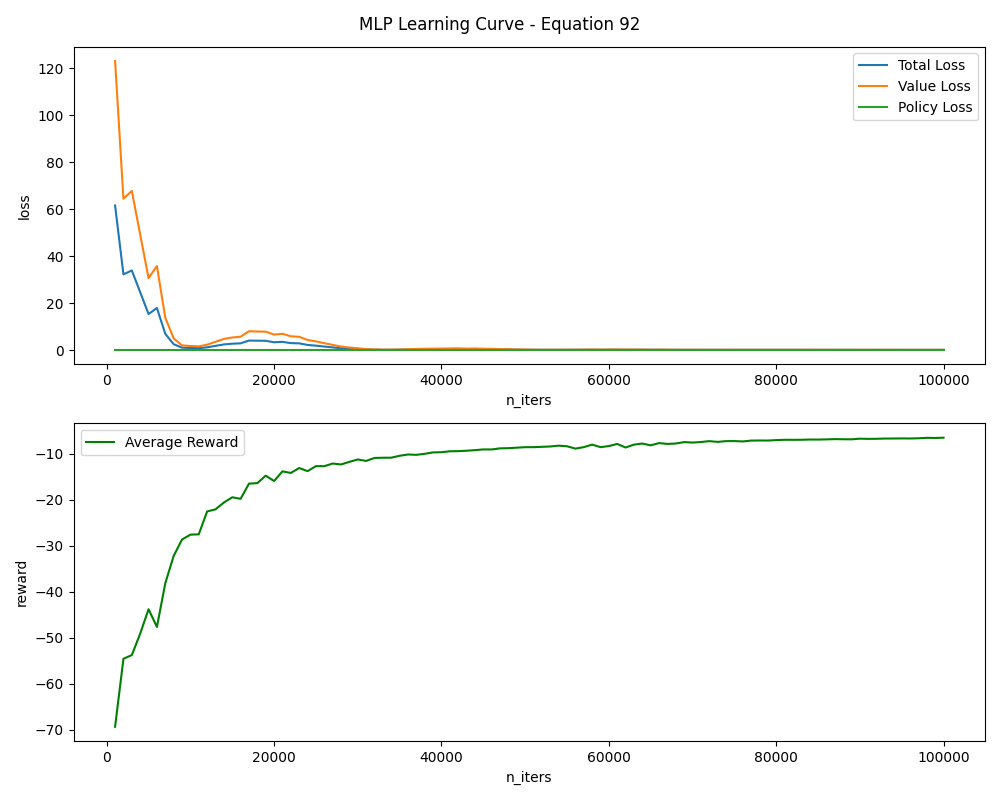 MLP Learning Curve - Equation 92
120
100
80
60
40
20
0
loss
Total Loss
Value Loss
Policy Loss
0 20000 40000 60000 80000 100000
n_iters
−10
−20
−30
−40
−50
−60
−70
reward
Average Reward
0 20000 40000 60000 80000 100000
n_iters